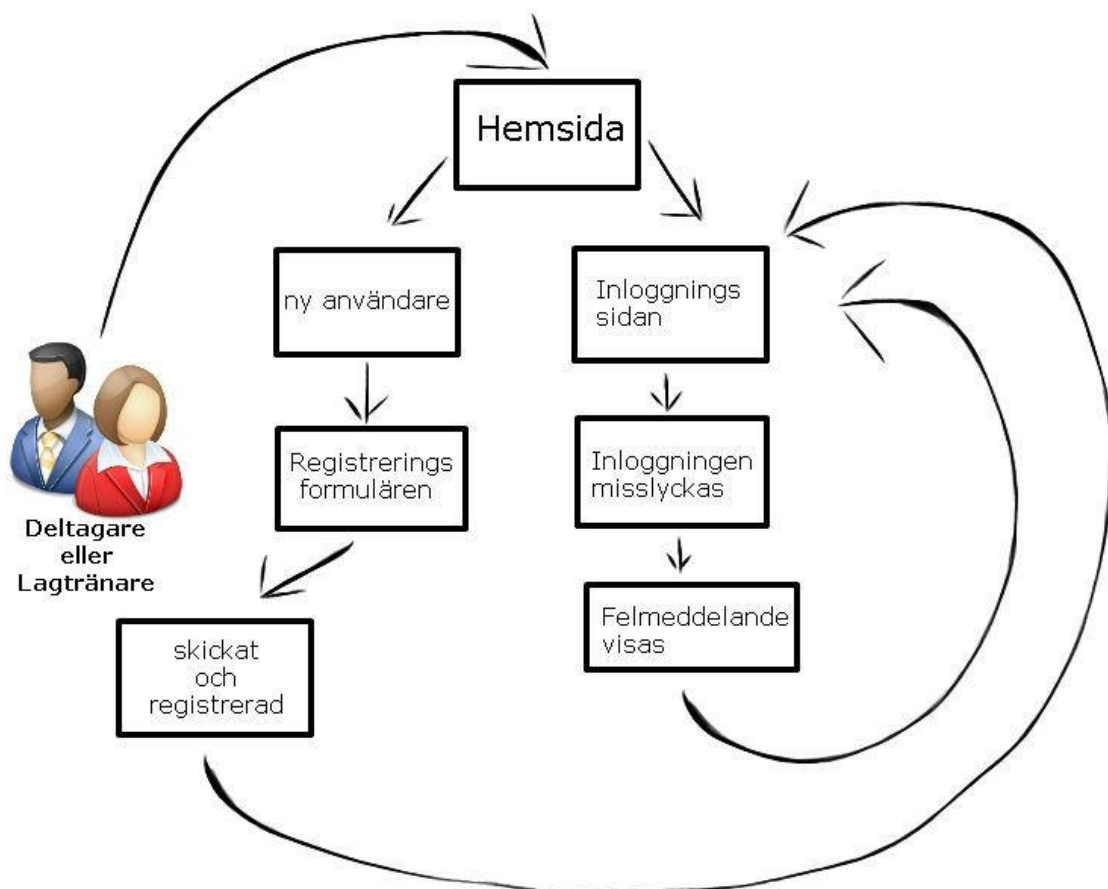 Hemsida
ny användare
Inloggnings
sidan
Registrerings
formulären
Inloggningen
misslyckas
Deltagare
eller
Lagtränare
skickat
och
registrerad
Felmeddelande
visas